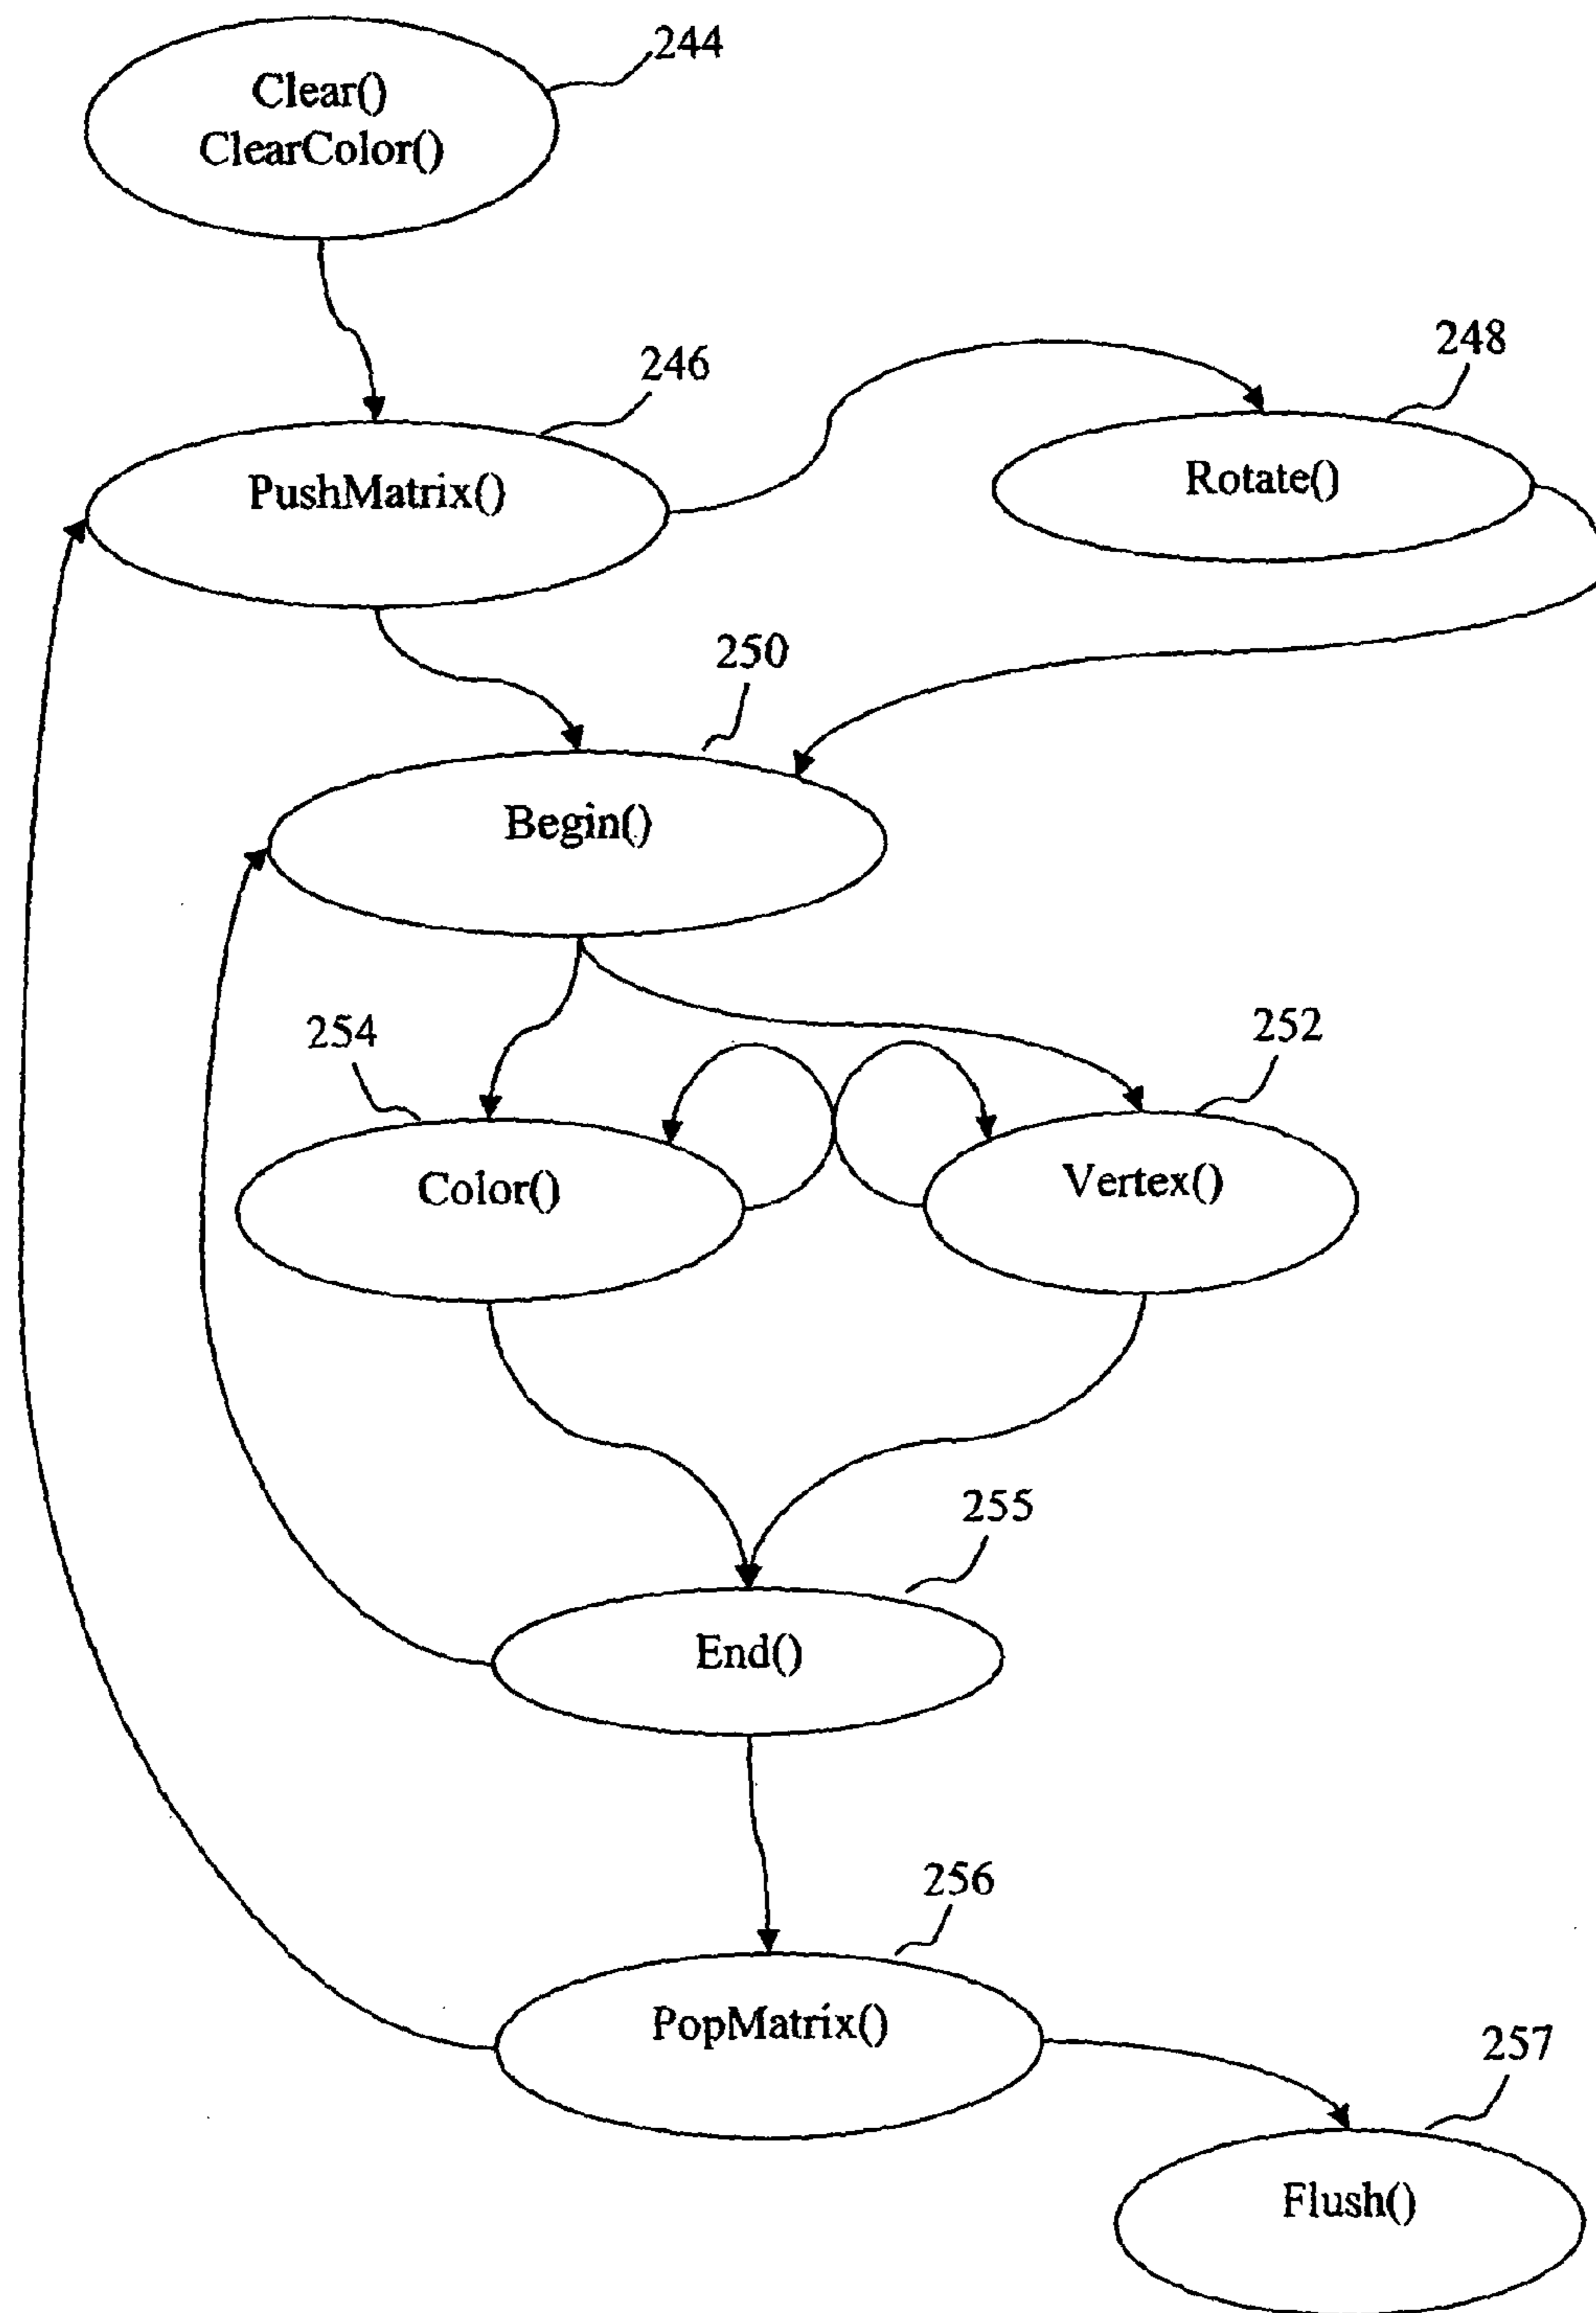 244
Clear()
ClearColor()
246
248
PushMatrix()
Rotate()
250
Begin()
254
252
Color()
Vertex()
255
End()
256
PopMatrix()
257
Flush()